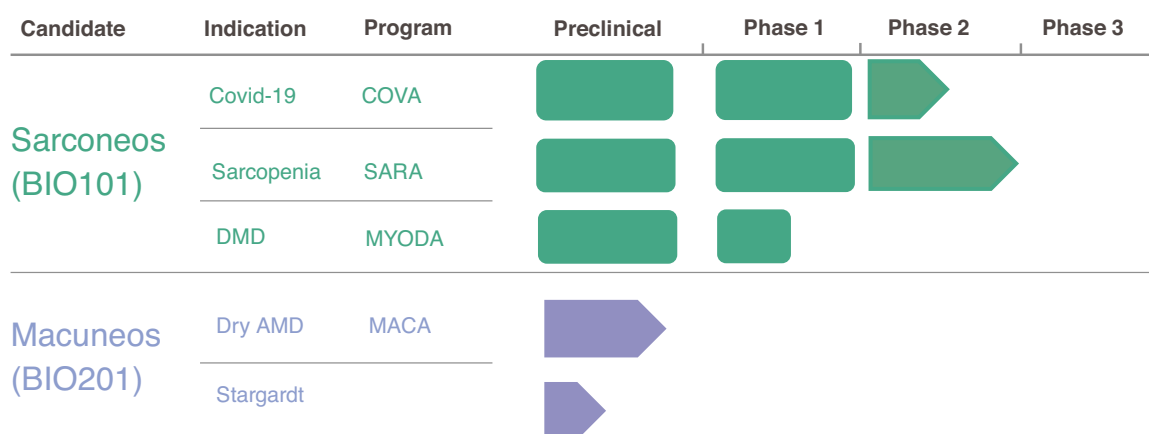 Candidate Indication Program Preclinical Phase 1 Phase 2 Phase 3
Covid-19 COVA
Sarconeos
(BIO101)
Sarcopenia SARA
DMD MYODA
Dry AMD MACA
Macuneos
(BIO201)
Stargardt